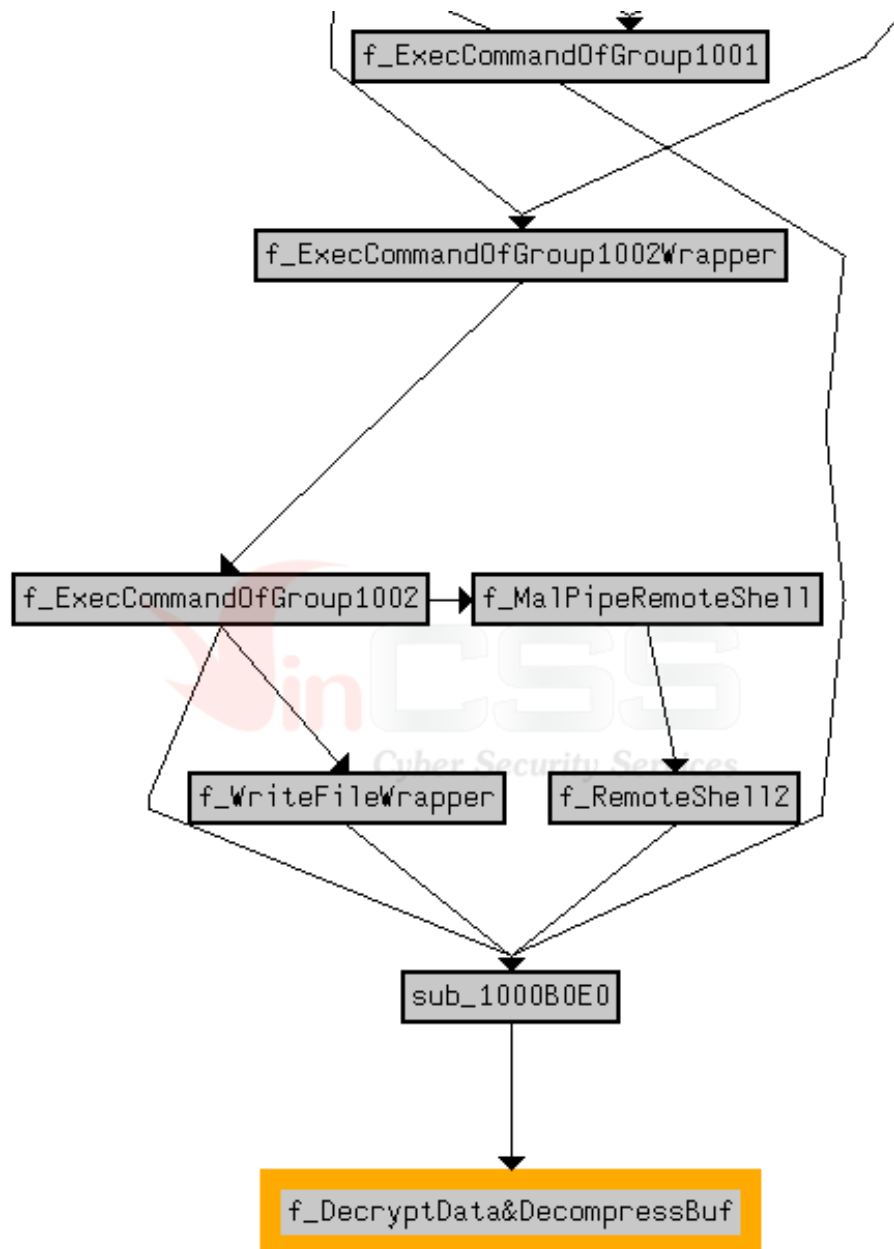 f_ExecCommandOfGroup1001
f_ExecCommandOfGroup1002Wrapper
f_ExecCommandOfGroup1002
f_MalPipeRemoteShell
inCSS
Cyber Security Services
f_WriteFileWrapper
f_RemoteShell2
sub_1000B0E0
f_DecryptData&DecompressBuf